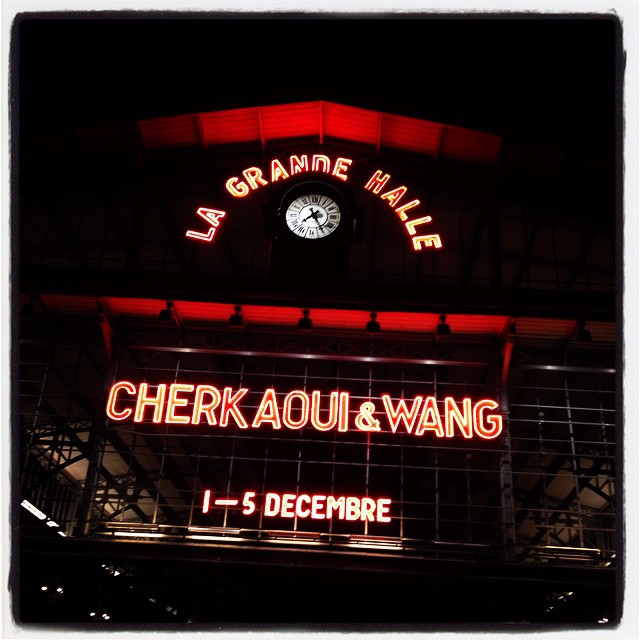 LA GRANDE HALLE
CHERKAOUI & WANG
1—5 DECEMBRE